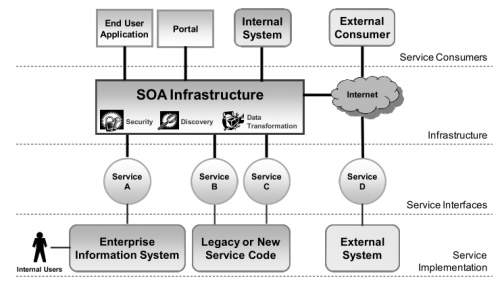 End User
Application
Portal
Internal
System
External
Consumer
Service Consumers
SOA Infrastructure
Security
Discovery
Data
Transformation
Internet
Infrastructure
Service
A
Service
B
Service
C
Service
D
Service Interfaces
Enterprise
Information System
Legacy or New
Service Code
External
System
Internal Users
Service
Implementation